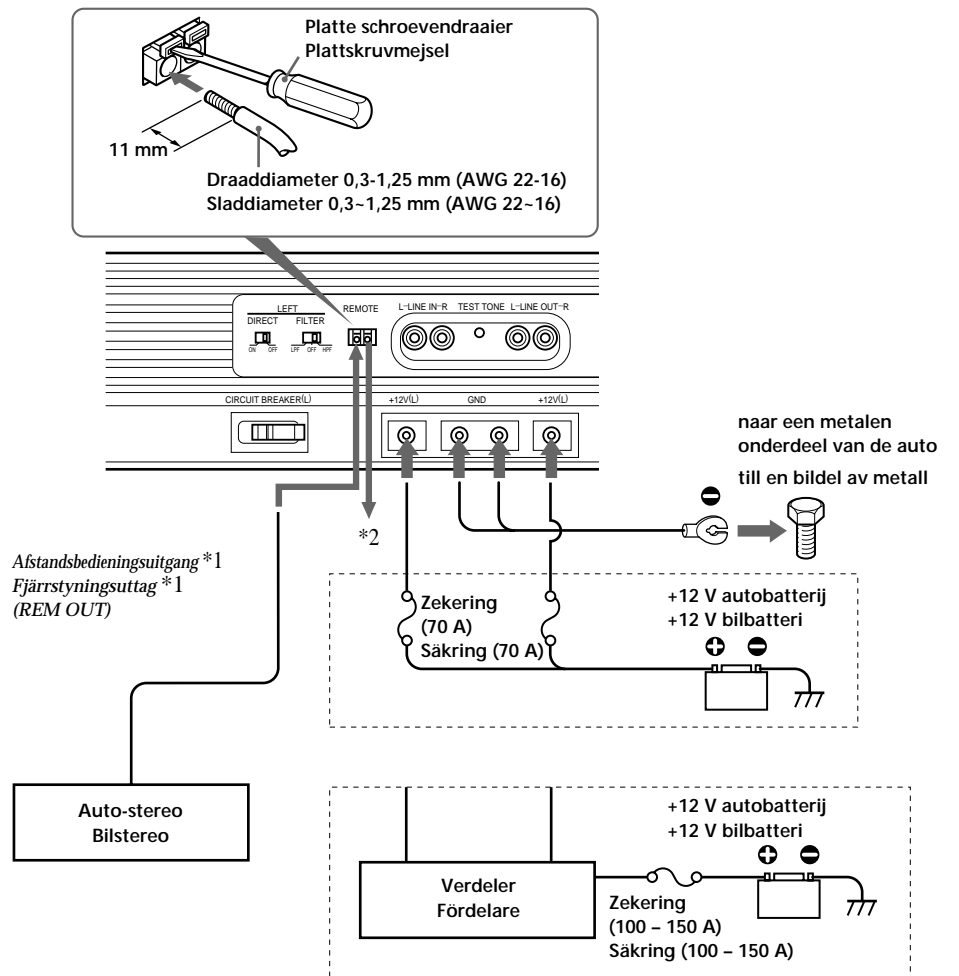 Platte schroevendraaier
Plattskruvmejsel
11 mm
Draaddiameter 0,3-1,25 mm (AWG 22-16)
Sladdiameter 0,3~1,25 mm (AWG 22~16)
LEFT
DIRECT FILTER
ON OFF LPF OFF HPF
REMOTE
L–LINE IN–R TEST TONE L–LINE OUT–R
CIRCUIT BREAKER(L)
+12V(L) GND +12V(L)
naar een metalen
onderdeel van de auto
till en bildel av metall
*2
Afstandsbedieningsuitgang *1
Fjärrstyningsuttag *1
(REM OUT)
Zekering
(70 A)
Säkring (70 A)
+12 V autobatterij
+12 V bilbatteri
Auto-stereo
Bilstereo
+12 V autobatterij
+12 V bilbatteri
Verdeler
Fördelare
Zekering
(100 – 150 A)
Säkring (100 – 150 A)